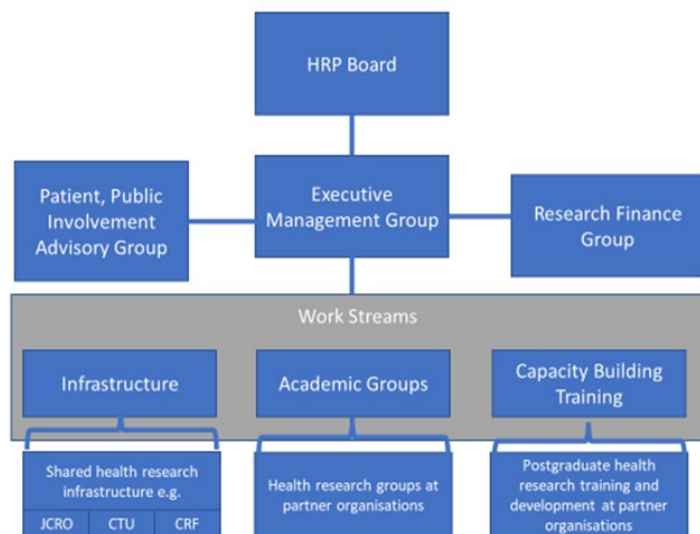 HRP Board
Patient, Public
Involvement
Advisory Group
Executive
Management Group
Research Finance
Group
Work Streams
Infrastructure
Academic Groups
Capacity Building
Training
Shared health research
infrastructure e.g.
JCRO CTU CRF
Health research groups at
partner organisations
Postgraduate health
research training and
development at partner
organisations